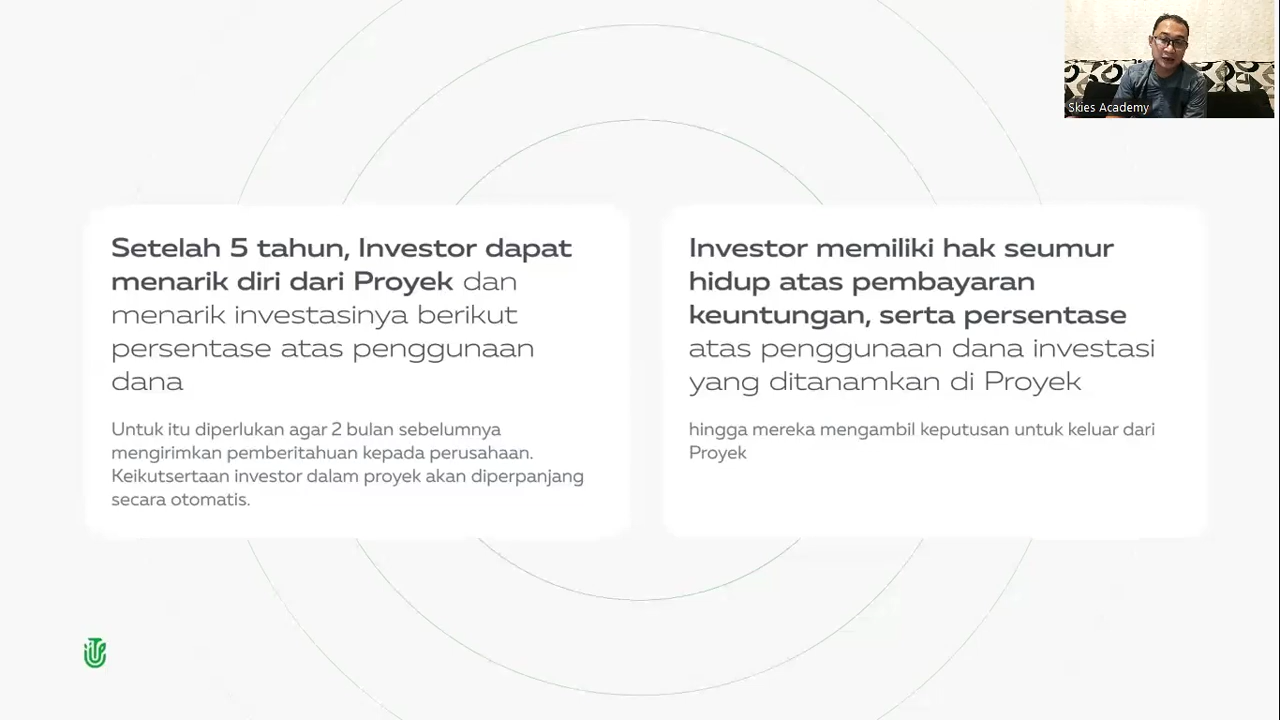 Skies Academy
Setelah 5 tahun, Investor dapat
menarik diri dari Proyek dan
menarik investasinya berikut
persentase atas penggunaan
dana
Untuk itu diperlukan agar 2 bulan sebelumnya
mengirimkan pemberitahuan kepada perusahaan.
Keikutsertaan investor dalam proyek akan diperpanjang
secara otomatis.
Investor memiliki hak seumur
hidup atas pembayaran
keuntungan, serta persentase
atas penggunaan dana investasi
yang ditanamkan di Proyek
hingga mereka mengambil keputusan untuk keluar dari
Proyek